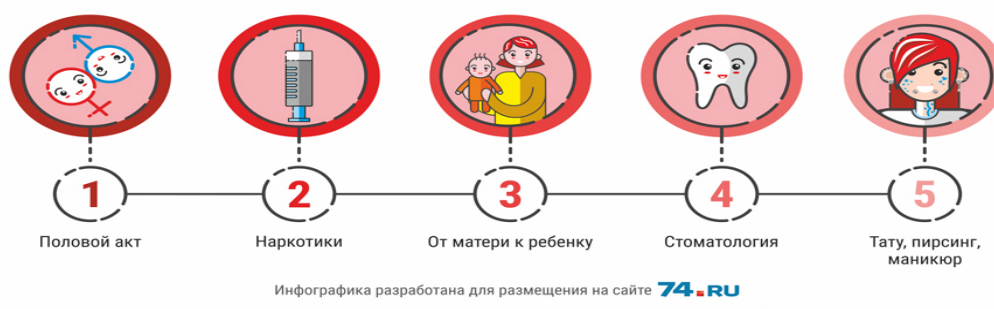 1
2
3
4
5
Половой акт
Наркотики
От матери к ребенку
Стоматология
Тату, пирсинг,
маникюр
Инфографика разработана для размещения на сайте 74.RU